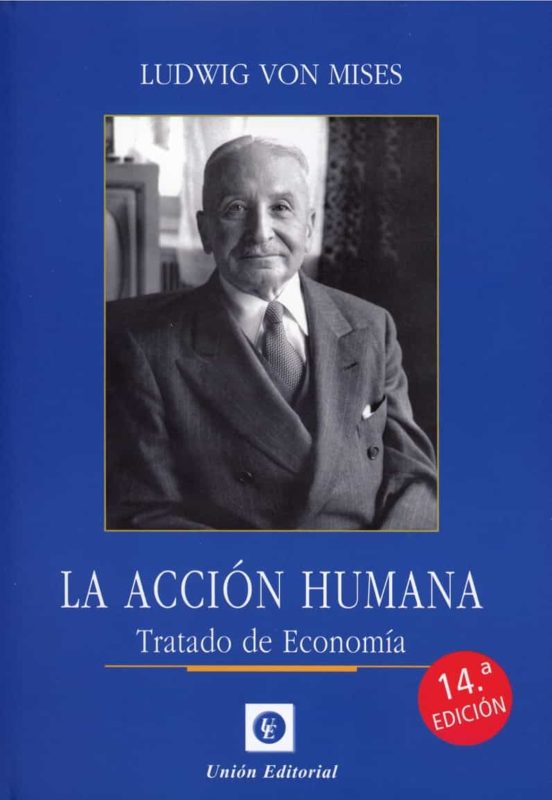 LUDWIG VON MISES
LA ACCIÓN HUMANA
Tratado de Economía
14.ª
EDICIÓN
UE
Unión Editorial